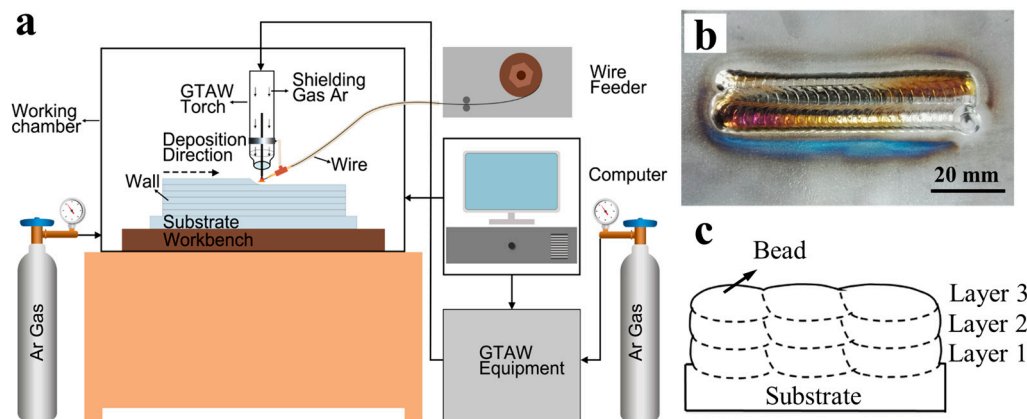 a
GTAW
Torch
Shielding
Gas Ar
Working
chamber
Deposition
Direction
Wall
Wire
Substrate
Workbench
Ar Gas
Wire
Feeder
Computer
GTAW
Equipment
Ar Gas
b
20 mm
c
Bead
Layer 3
Layer 2
Layer 1
Substrate